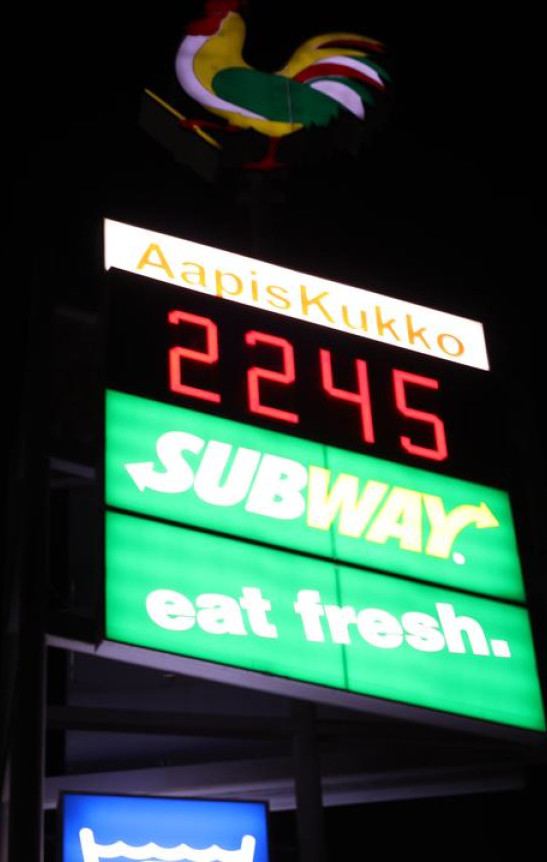 AapisKukko
2245
SUBWAY
eat fresh.